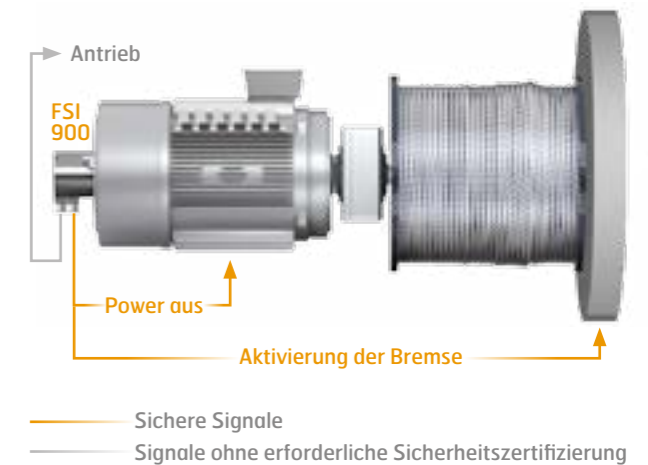 Antrieb
FSI
900
Power aus
Aktivierung der Bremse
Sichere Signale
Signale ohne erforderliche Sicherheitszertifizierung